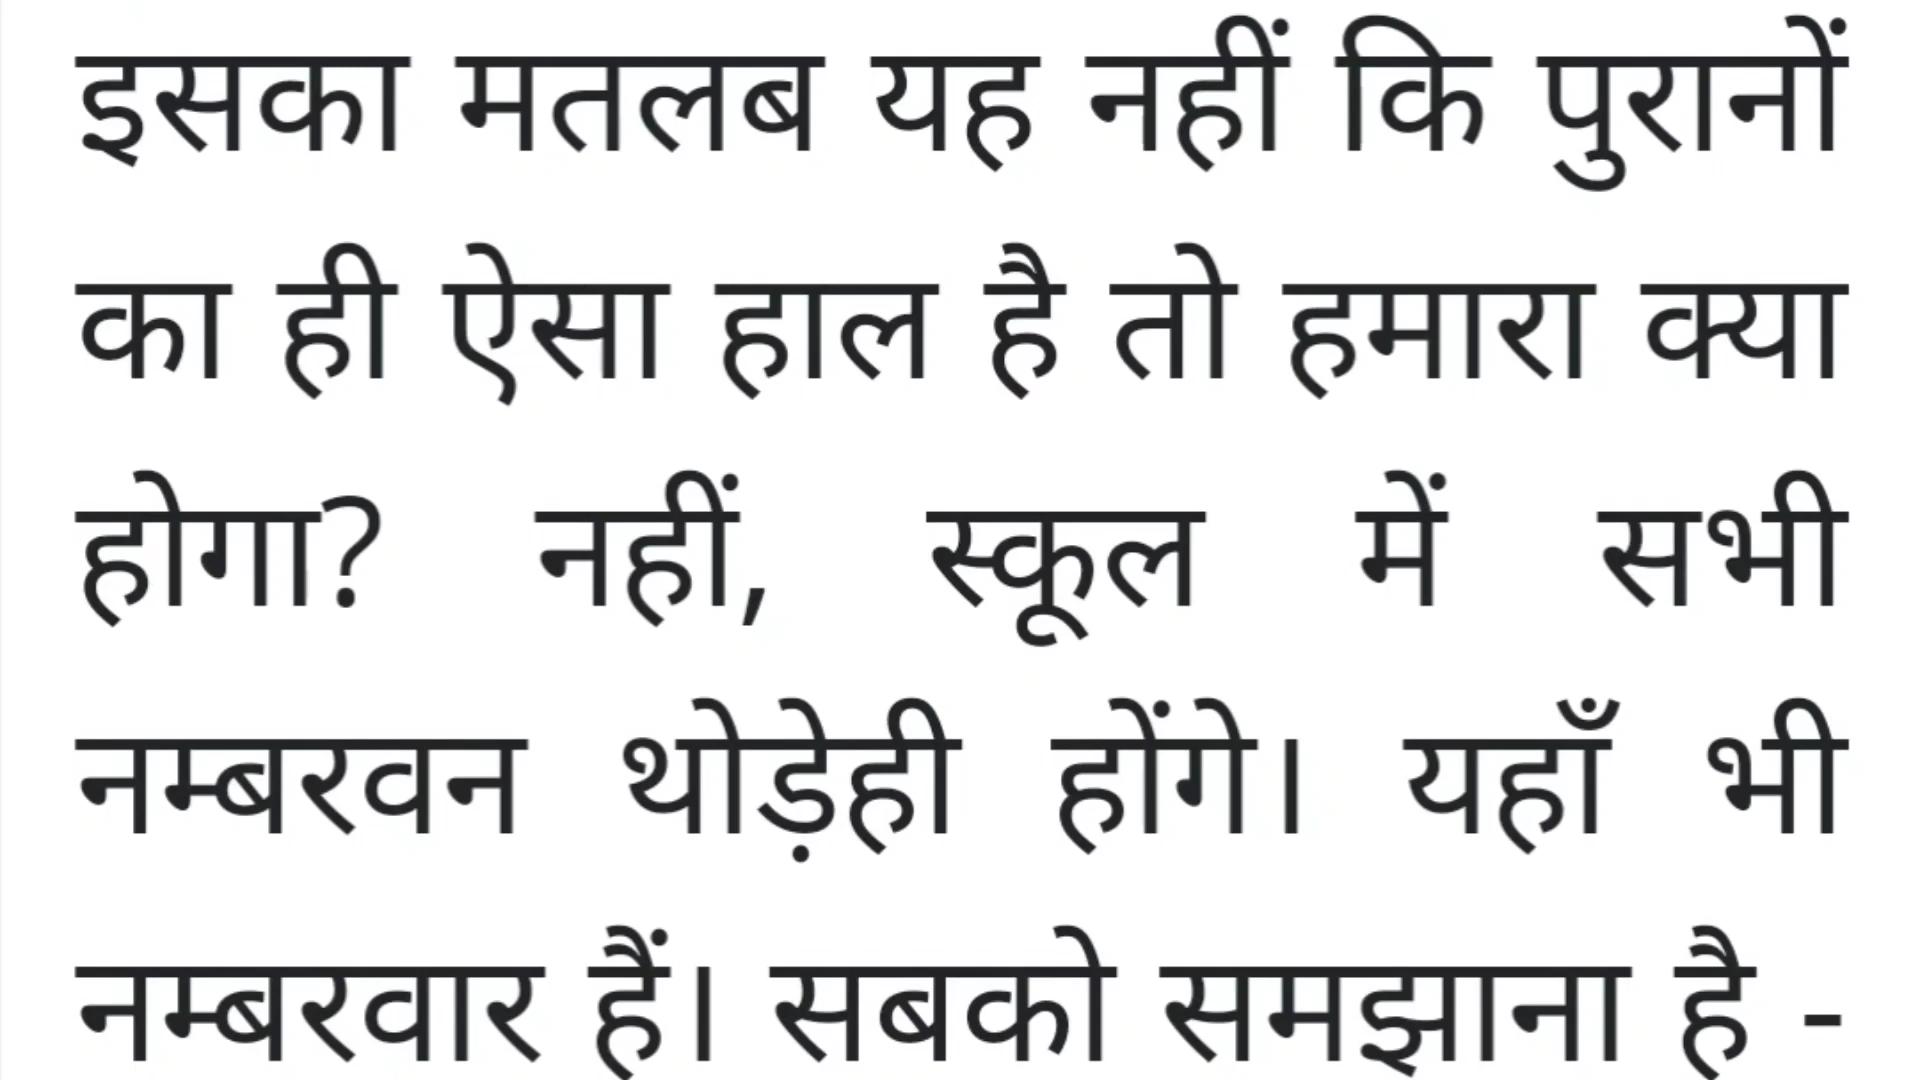 इसका मतलब यह नहीं कि पुरानों
का ही ऐसा हाल है तो हमारा क्या
होगा? नहीं, स्कूल में सभी
नम्बरवन थोड़ेही होंगे। यहाँ भी
नम्बरवार हैं। सबको समझाना है -